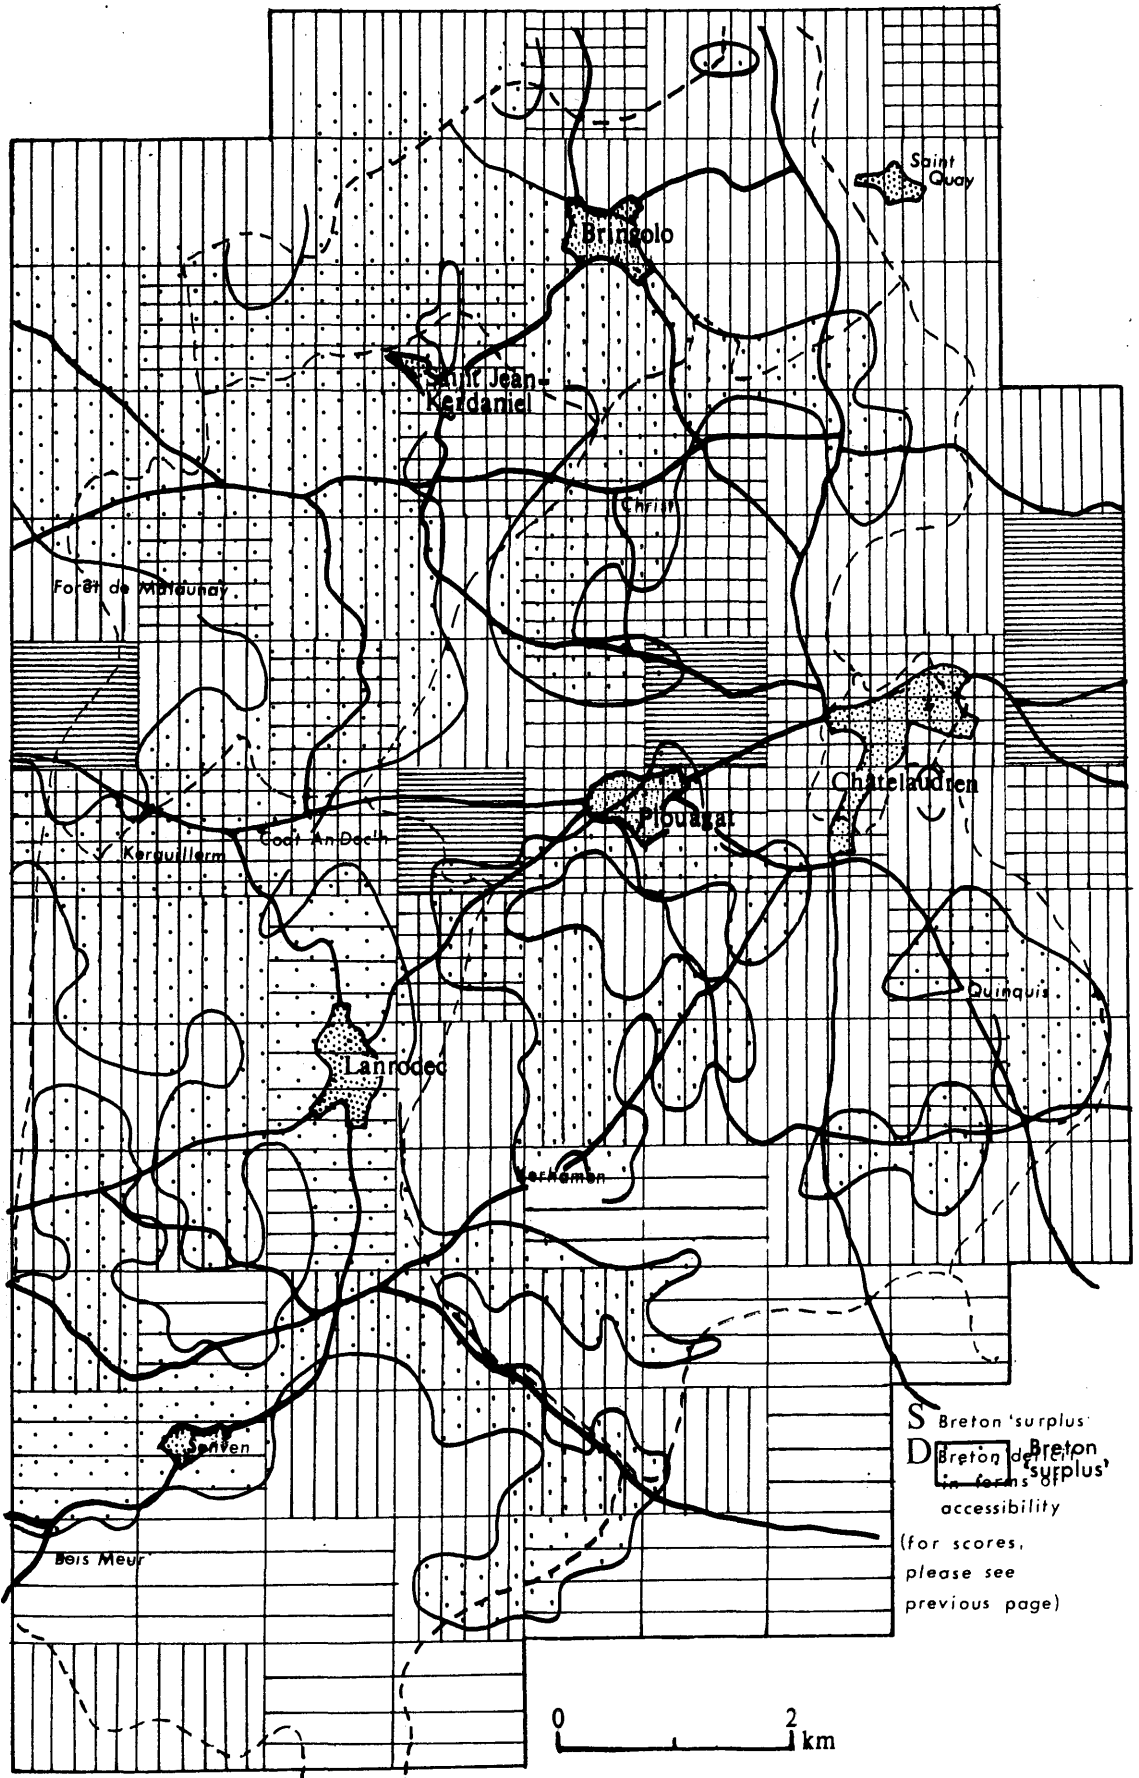 Saint
Quay
Bringolo
Saint Jean-
Kerdaniel
Christ
Forêt de Malaunay
Châtelaudren
Plouagat
Coat An Doc'h
Kerguillerm
Quinquis
Lanrodec
Kerhamon
S Breton 'surplus'
D Breton deficit
in terms of
accessibility
Breton
'surplus'
(for scores,
please see
previous page)
Senven
Bois Meur
0 2
km